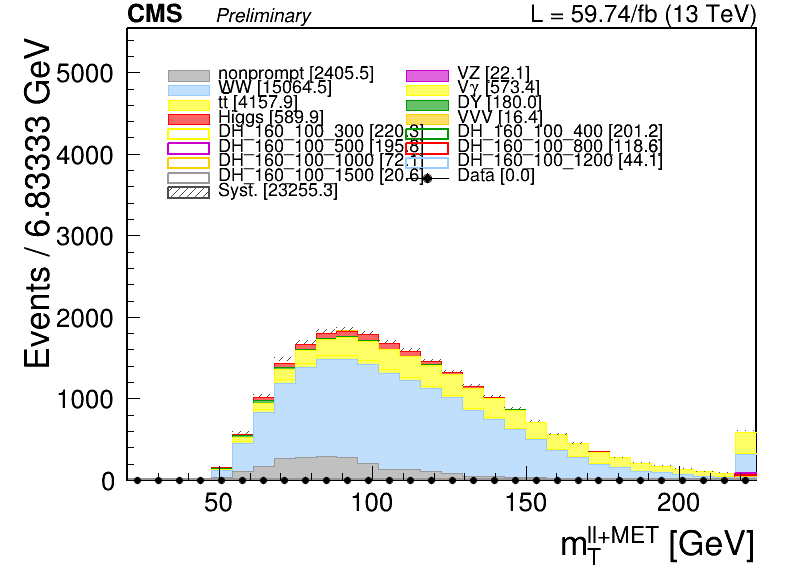 CMS Preliminary L = 59.74/fb (13 TeV)
Events / 6.83333 GeV
5000
4000
3000
2000
1000
0
nonprompt [2405.5] VZ [22.1]
WW [15064.5] Vγ [573.4]
tt̅ [4157.9] DY [180.0]
Higgs [589.9] VVV [16.4]
DH_160_100_300 [220.3] DH_160_100_400 [201.2]
DH_160_100_500 [195.8] DH_160_100_800 [118.6]
DH_160_100_1000 [72.1] DH_160_100_1200 [44.1]
DH_160_100_1500 [20.6] Data [0.0]
Syst. [23255.3]
50 100 150 200
m_T^{ll+MET} [GeV]